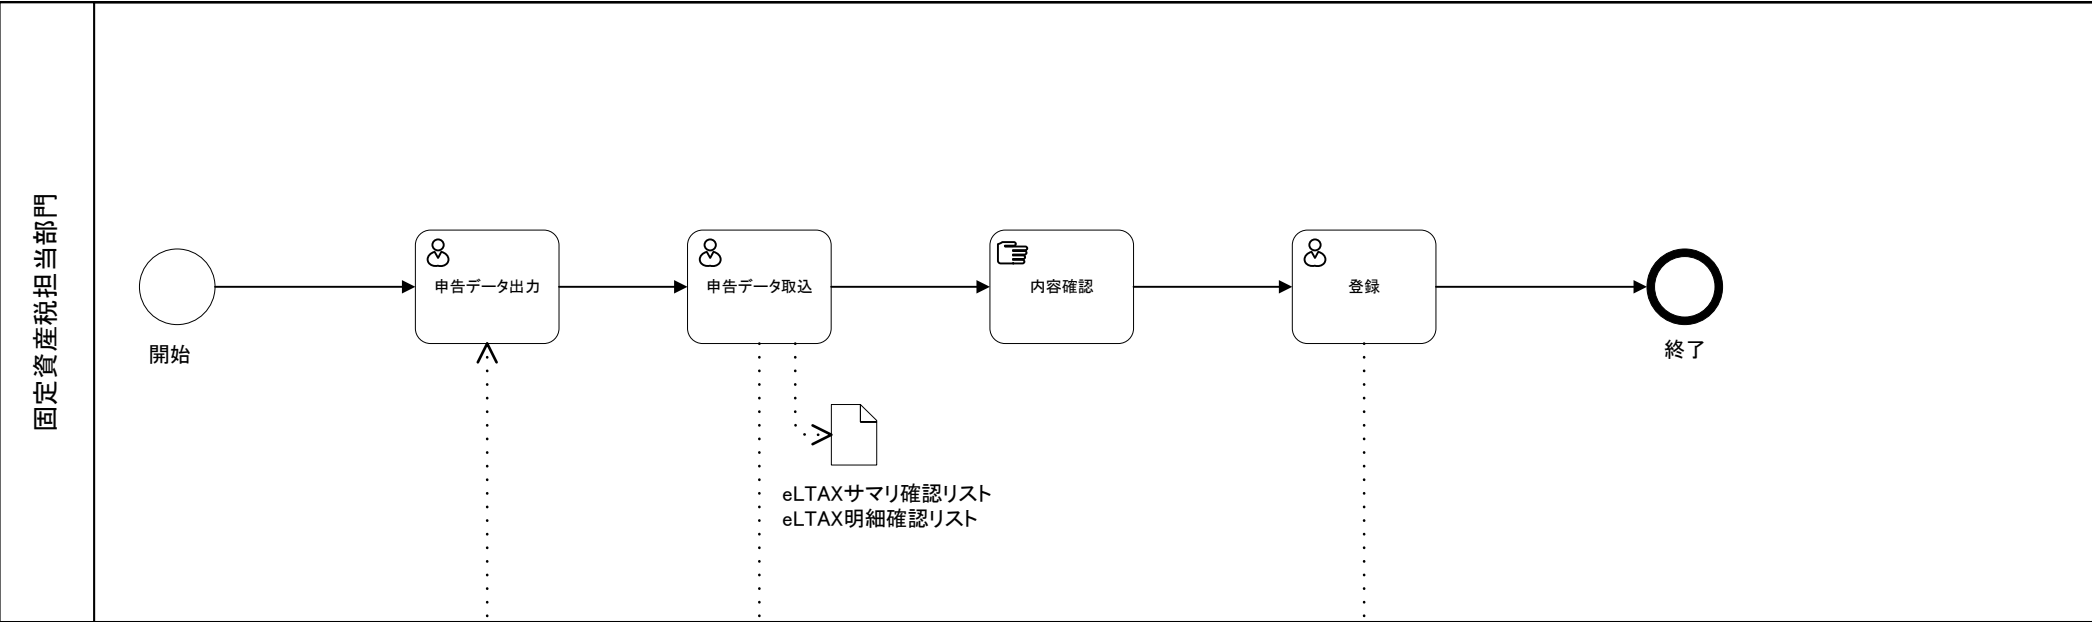 固定資産税担当部門
開始
申告データ出力
申告データ取込
内容確認
登録
終了
eLTAXサマリ確認リスト
eLTAX明細確認リスト